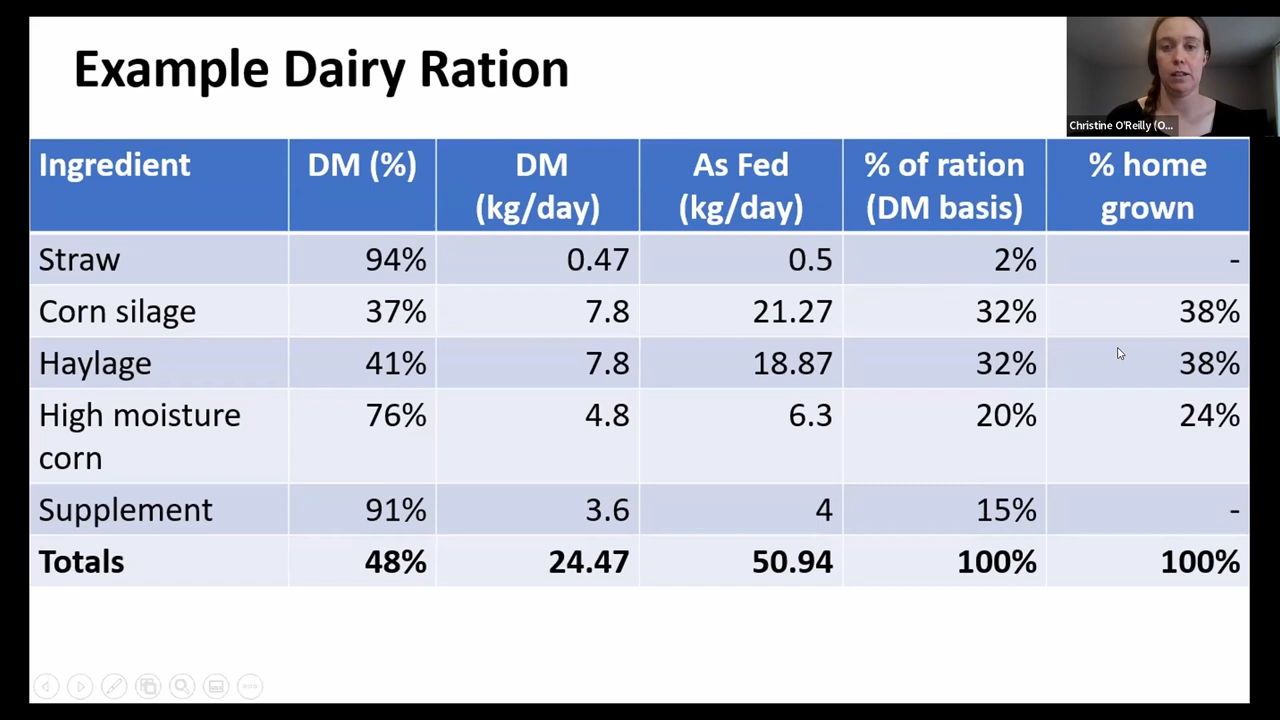 Example Dairy Ration
Christine O'Reilly (O...
Ingredient DM (%) DM (kg/day) As Fed (kg/day) % of ration (DM basis) % home grown
Straw 94% 0.47 0.5 2% -
Corn silage 37% 7.8 21.27 32% 38%
Haylage 41% 7.8 18.87 32% 38%
High moisture corn 76% 4.8 6.3 20% 24%
Supplement 91% 3.6 4 15% -
Totals 48% 24.47 50.94 100% 100%